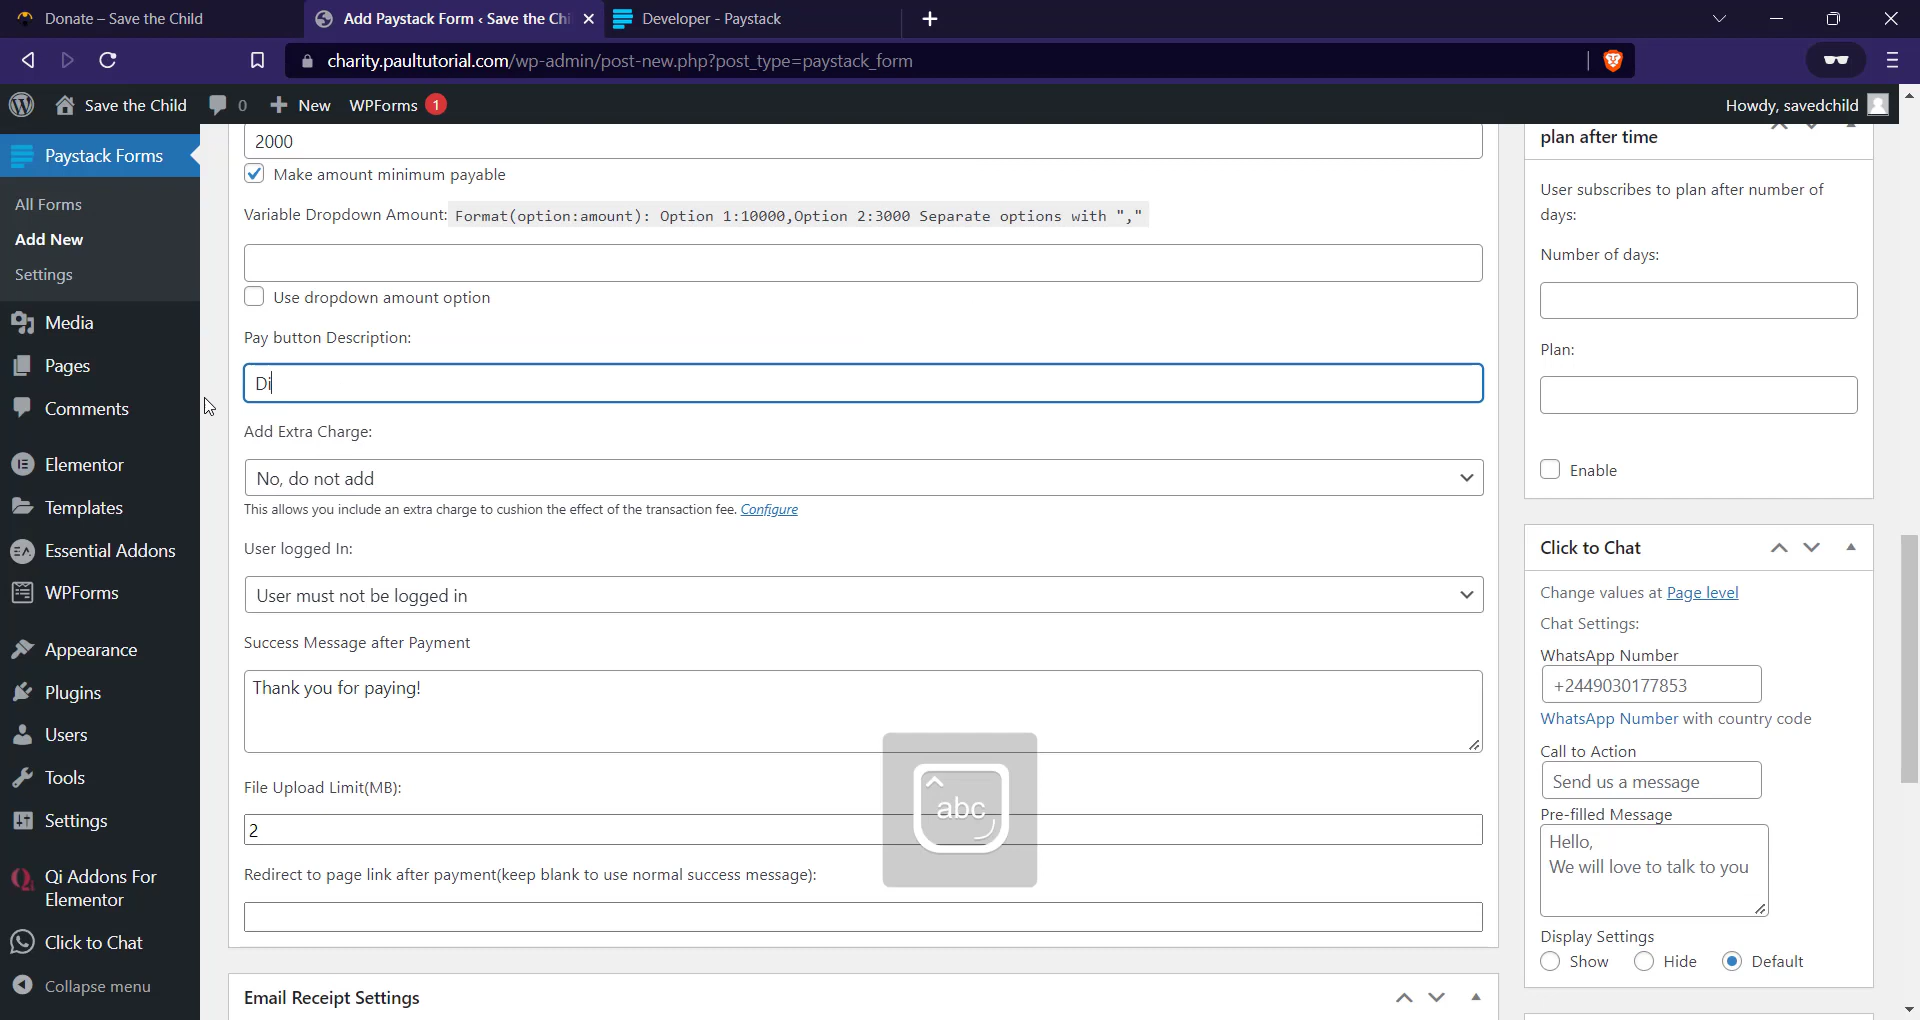 Donate – Save the Child
Add Paystack Form ‹ Save the Chi
Developer - Paystack
charity.paultutorial.com/wp-admin/post-new.php?post_type=paystack_form
Save the Child
0
New
WPForms
1
Howdy, savedchild
Paystack Forms
All Forms
Add New
Settings
Media
Pages
Comments
Elementor
Templates
Essential Addons
WPForms
Appearance
Plugins
Users
Tools
Settings
Qi Addons For
Elementor
Click to Chat
Collapse menu
2000
Make amount minimum payable
Variable Dropdown Amount: Format(option:amount): Option 1:10000,Option 2:3000 Separate options with ","
Use dropdown amount option
Pay button Description:
Di
Add Extra Charge:
No, do not add
This allows you include an extra charge to cushion the effect of the transaction fee. Configure
User logged In:
User must not be logged in
Success Message after Payment
Thank you for paying!
abc
File Upload Limit(MB):
2
Redirect to page link after payment(keep blank to use normal success message):
Email Receipt Settings
plan after time
User subscribes to plan after number of
days:
Number of days:
Plan:
Enable
Click to Chat
Change values at Page level
Chat Settings:
WhatsApp Number
+2449030177853
WhatsApp Number with country code
Call to Action
Send us a message
Pre-filled Message
Hello,
We will love to talk to you
Display Settings
Show
Hide
Default